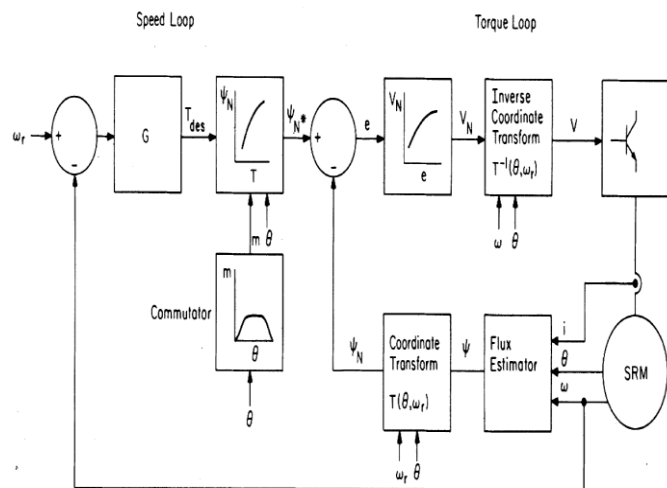 Speed Loop
Torque Loop
ω_r
+
-
G
T_des
ψ_N
T
ψ_N*
+
-
e
V_N
e
V_N
Inverse
Coordinate
Transform
T⁻¹(θ,ω_r)
V
ω θ
m θ
Commutator
m
θ
θ
ψ_N
Coordinate
Transform
T(θ,ω_r)
ω_r θ
ψ
Flux
Estimator
i
θ
ω
SRM